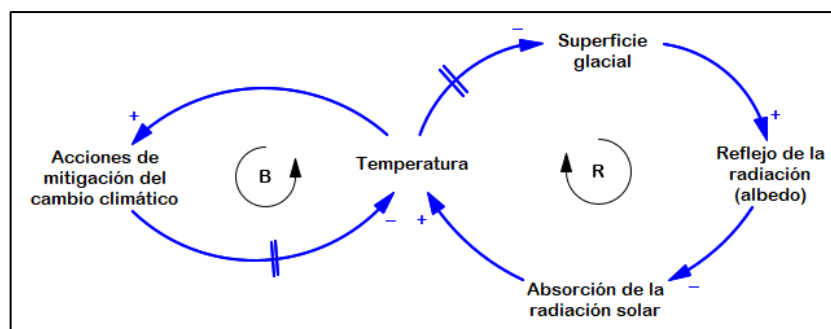 −
Superficie
glacial
+
Acciones de
mitigación del
cambio climático
B
Temperatura
R
+
Reflejo de la
radiación
(albedo)
−
+
−
Absorción de la
radiación solar